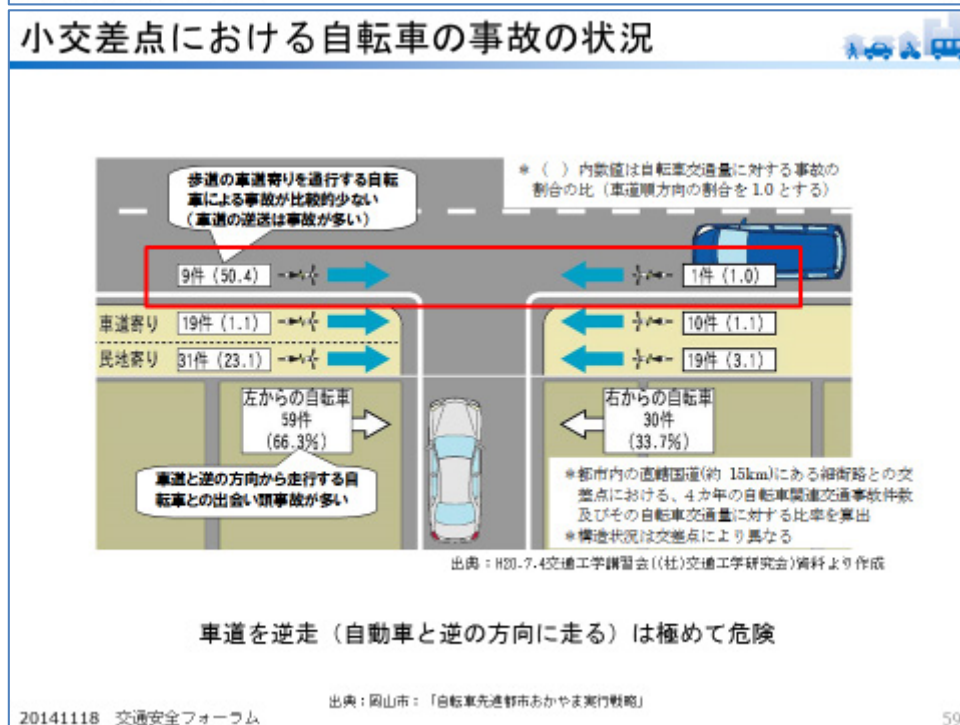 小交差点における自転車の事故の状況
歩道の車道寄りを通行する自転
車による事故が比較的少ない
(車道の逆送は事故が多い)
*( )内数値は自転車交通量に対する事故の
割合の比(車道順方向の割合を1.0とする)
9件(50.4)
1件(1.0)
車道寄り
19件(1.1)
10件(1.1)
民地寄り
31件(23.1)
19件(3.1)
左からの自転車
59件
(66.3%)
右からの自転車
30件
(33.7%)
車道と逆の方向から走行する自
転車との出会い頭事故が多い
*都市内の直轄国道(約 15km)にある細街路との交
差点における、4カ年の自転車関連交通事故件数
及びその自転車交通量に対する比率を算出
*構造状況は交差点により異なる
出典:H20.7.4交通工学講習会((社)交通工学研究会)資料より作成
車道を逆走(自動車と逆の方向に走る)は極めて危険
出典:岡山市:「自転車先進都市おかやま実行戦略」
20141118 交通安全フォーラム
59